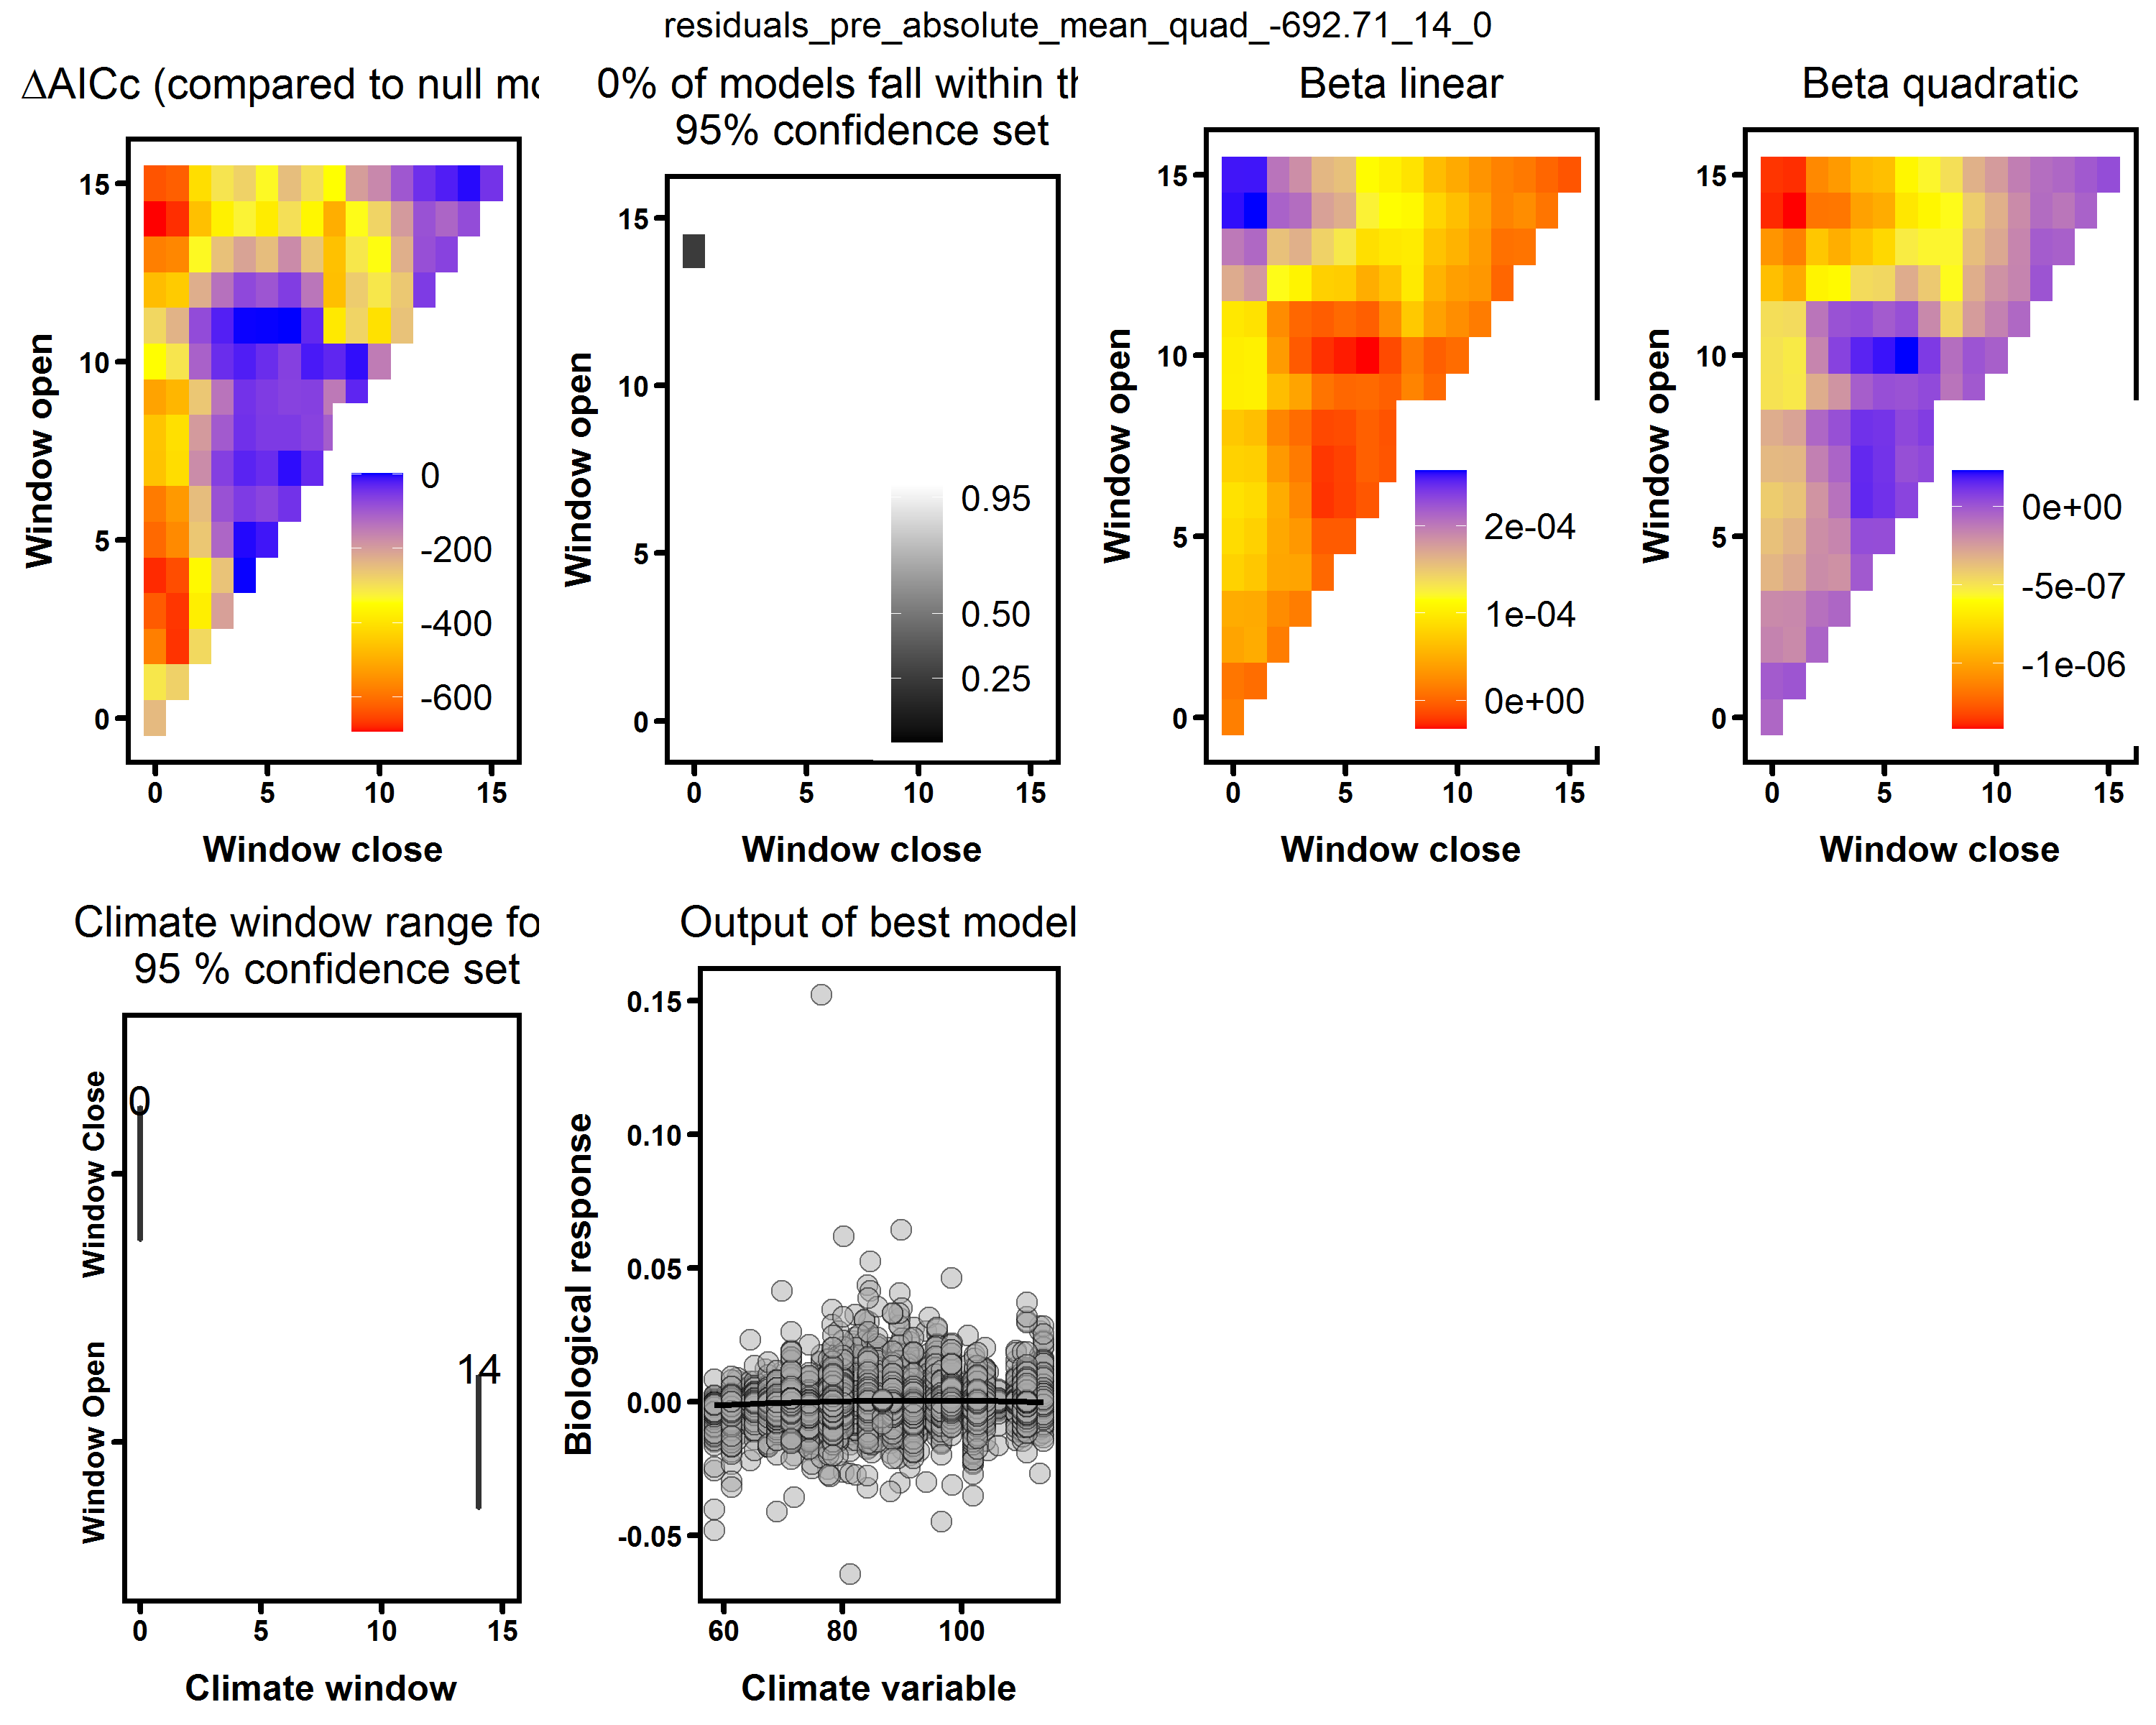 residuals_pre_absolute_mean_quad_-692.71_14_0
ΔAICc (compared to null mo
Window open
15
10
5
0
0
-200
-400
-600
0 5 10 15
Window close
0% of models fall within th
95% confidence set
Window open
15
10
5
0
0.95
0.50
0.25
0 5 10 15
Window close
Beta linear
Window open
15
10
5
0
2e-04
1e-04
0e+00
0 5 10 15
Window close
Beta quadratic
Window open
15
10
5
0
0e+00
-5e-07
-1e-06
0 5 10 15
Window close
Climate window range fo
95 % confidence set
Window Close
Window Open
0
14
0 5 10 15
Climate window
Output of best model
Biological response
0.15
0.10
0.05
0.00
-0.05
60 80 100
Climate variable